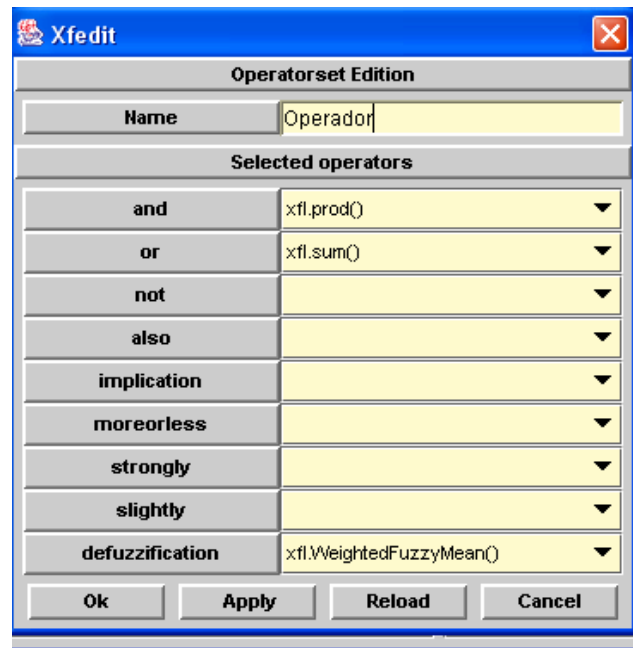 Xfedit
Operatorset Edition
Name Operador
Selected operators
and xfl.prod()
or xfl.sum()
not
also
implication
moreorless
strongly
slightly
defuzzification xfl.WeightedFuzzyMean()
Ok Apply Reload Cancel